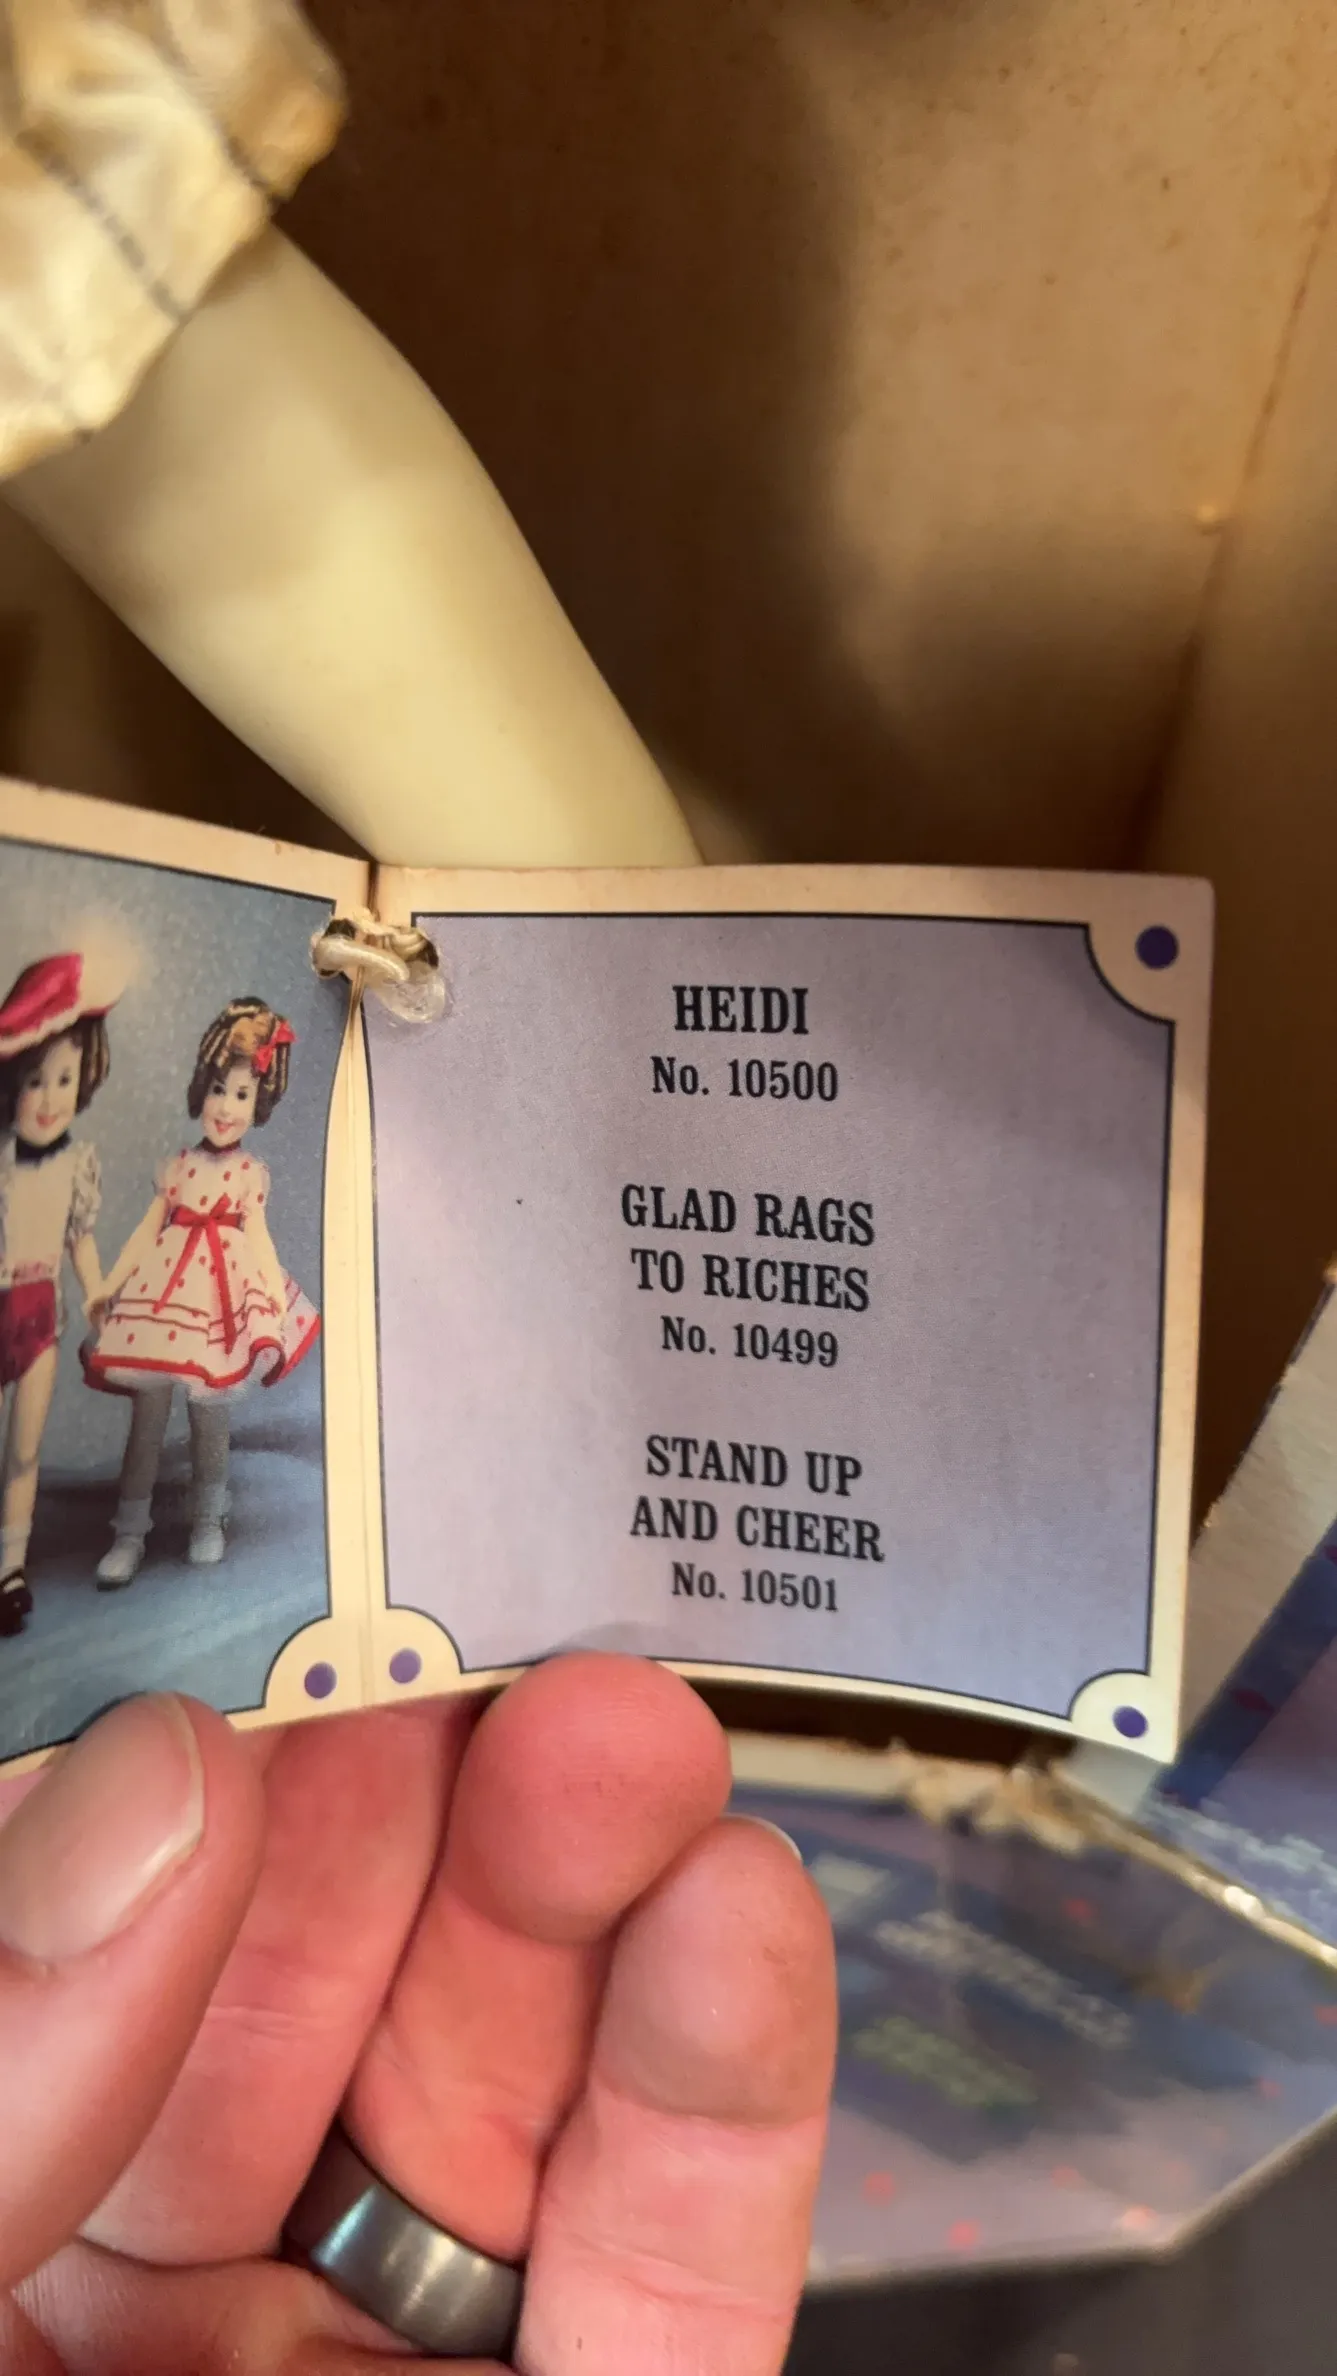 HEIDI
No. 10500
GLAD RAGS
TO RICHES
No. 10499
STAND UP
AND CHEER
No. 10501